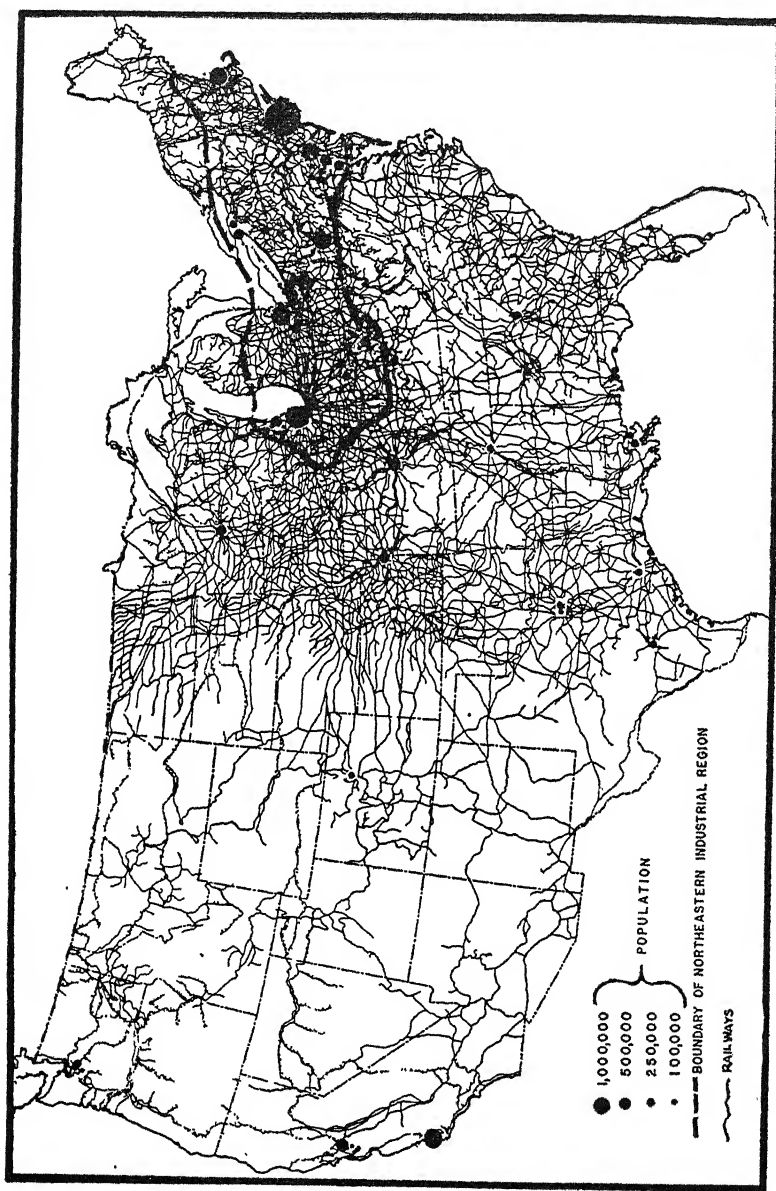 1,000,000
500,000
250,000
100,000
POPULATION
BOUNDARY OF NORTHEASTERN INDUSTRIAL REGION
RAILWAYS